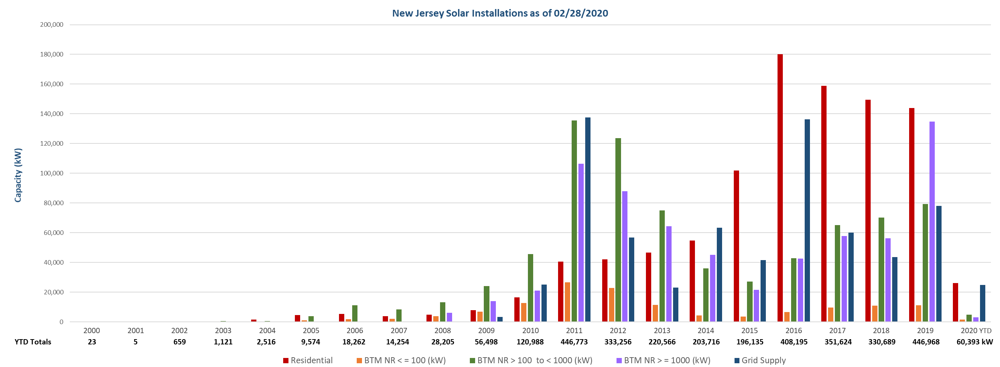 New Jersey Solar Installations as of 02/28/2020
Capacity (kW)
200,000
180,000
160,000
140,000
120,000
100,000
80,000
60,000
40,000
20,000
0
2000 2001 2002 2003 2004 2005 2006 2007 2008 2009 2010 2011 2012 2013 2014 2015 2016 2017 2018 2019 2020 YTD
YTD Totals 23 5 659 1,121 2,516 9,574 18,262 14,254 28,205 56,498 120,988 446,773 333,256 220,566 203,716 196,135 408,195 351,624 330,689 446,968 60,393 kW
Residential BTM NR < = 100 (kW) BTM NR > 100 to < 1000 (kW) BTM NR > = 1000 (kW) Grid Supply